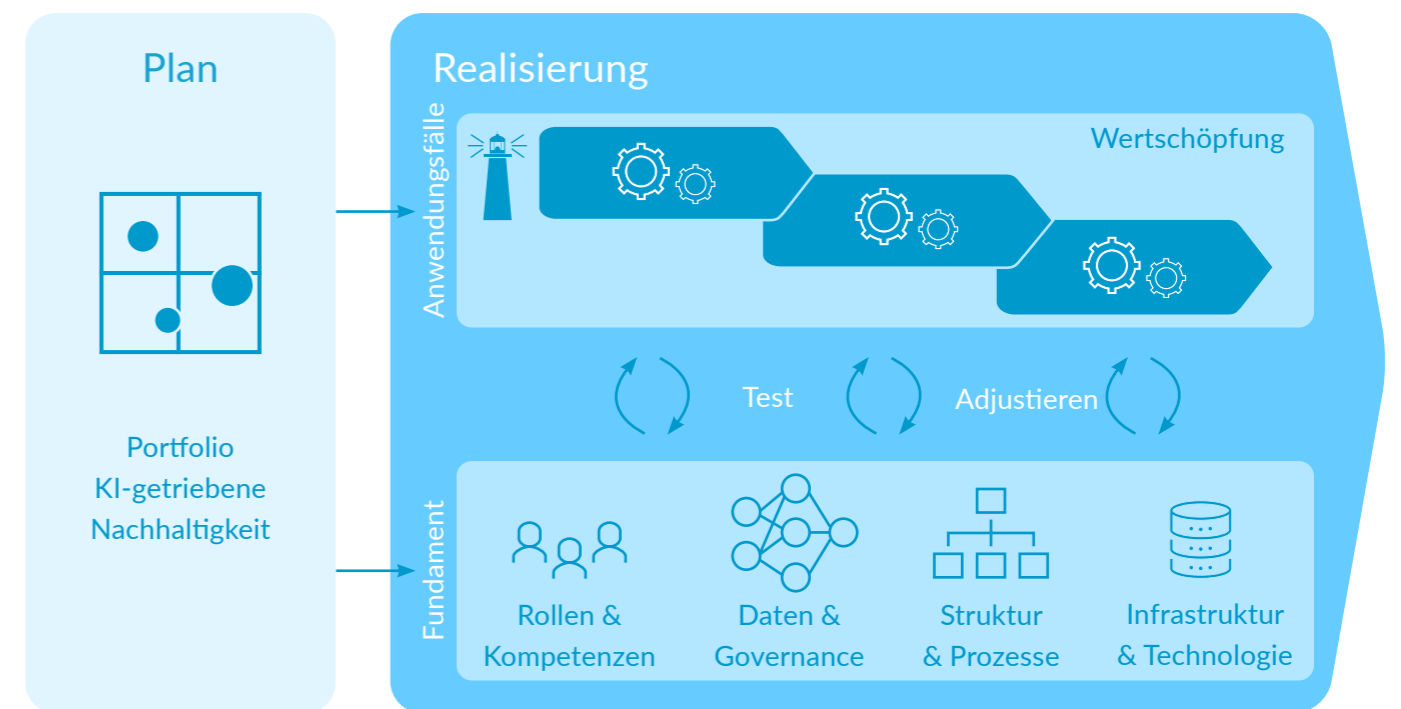 Plan
Portfolio
KI-getriebene
Nachhaltigkeit
Realisierung
Anwendungsfälle
Wertschöpfung
Test
Adjustieren
Fundament
Rollen &
Kompetenzen
Daten &
Governance
Struktur
& Prozesse
Infrastruktur
& Technologie